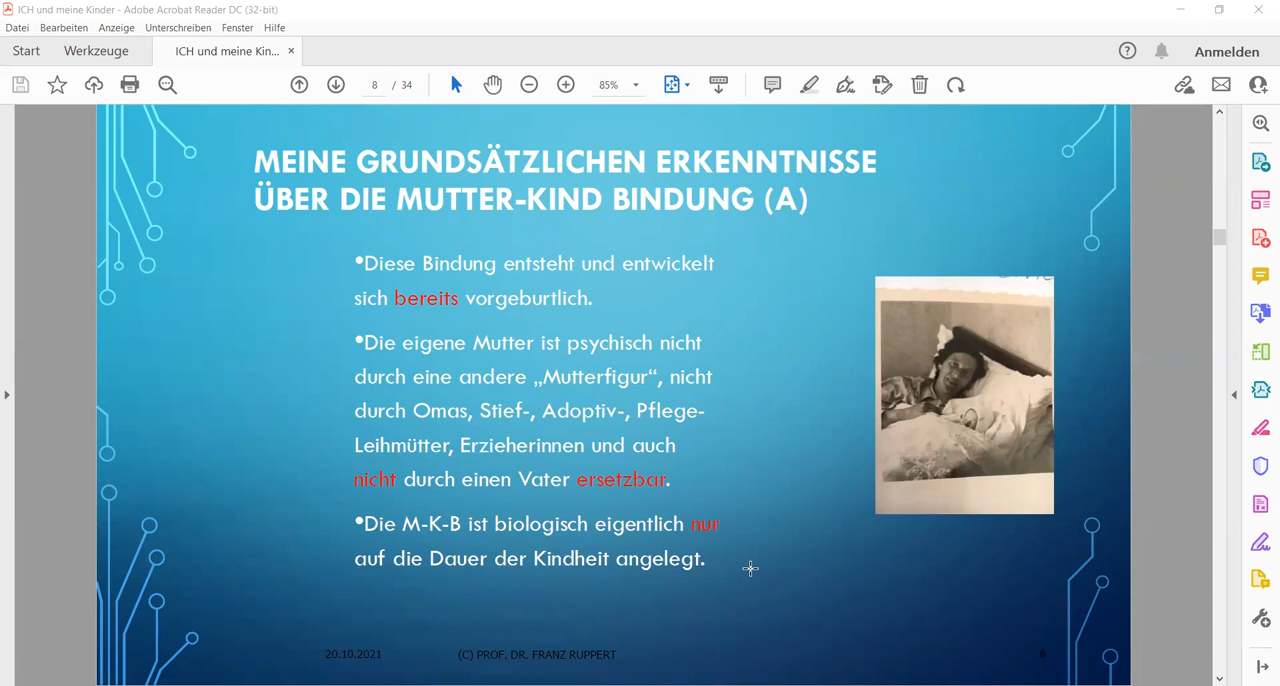 ICH und meine Kinder - Adobe Acrobat Reader DC (32-bit)
Datei Bearbeiten Anzeige Unterschreiben Fenster Hilfe
Start Werkzeuge ICH und meine Kin... × Anmelden
8 / 34 85%
MEINE GRUNDSÄTZLICHEN ERKENNTNISSE
ÜBER DIE MUTTER-KIND BINDUNG (A)
•Diese Bindung entsteht und entwickelt
sich bereits vorgeburtlich.
•Die eigene Mutter ist psychisch nicht
durch eine andere „Mutterfigur“, nicht
durch Omas, Stief-, Adoptiv-, Pflege-
Leihmütter, Erzieherinnen und auch
nicht durch einen Vater ersetzbar.
•Die M-K-B ist biologisch eigentlich nur
auf die Dauer der Kindheit angelegt.
20.10.2021 (C) PROF. DR. FRANZ RUPPERT 8